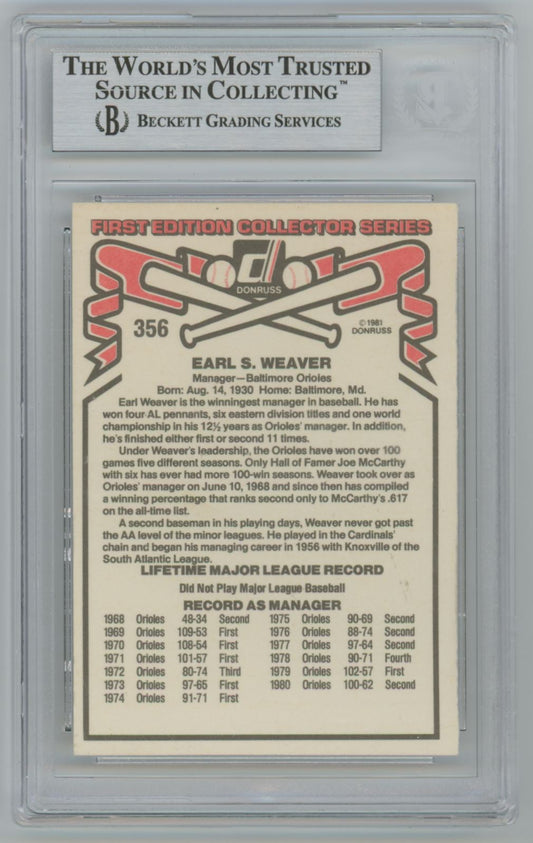 THE WORLD'S MOST TRUSTED
SOURCE IN COLLECTING™
B BECKETT GRADING SERVICES
FIRST EDITION COLLECTOR SERIES
d
DONRUSS
356
© 1981
DONRUSS
EARL S. WEAVER
Manager—Baltimore Orioles
Born: Aug. 14, 1930 Home: Baltimore, Md.
Earl Weaver is the winningest manager in baseball. He has
won four AL pennants, six eastern division titles and one world
championship in his 12½ years as Orioles' manager. In addition,
he's finished either first or second 11 times.
Under Weaver's leadership, the Orioles have won over 100
games five different seasons. Only Hall of Famer Joe McCarthy
with six has ever had more 100-win seasons. Weaver took over as
Orioles' manager on June 10, 1968 and since then has compiled
a winning percentage that ranks second only to McCarthy's .617
on the all-time list.
A second baseman in his playing days, Weaver never got past
the AA level of the minor leagues. He played in the Cardinals'
chain and began his managing career in 1956 with Knoxville of the
South Atlantic League.
LIFETIME MAJOR LEAGUE RECORD
Did Not Play Major League Baseball
RECORD AS MANAGER
1968 Orioles 48-34 Second 1975 Orioles 90-69 Second
1969 Orioles 109-53 First 1976 Orioles 88-74 Second
1970 Orioles 108-54 First 1977 Orioles 97-64 Second
1971 Orioles 101-57 First 1978 Orioles 90-71 Fourth
1972 Orioles 80-74 Third 1979 Orioles 102-57 First
1973 Orioles 97-65 First 1980 Orioles 100-62 Second
1974 Orioles 91-71 First